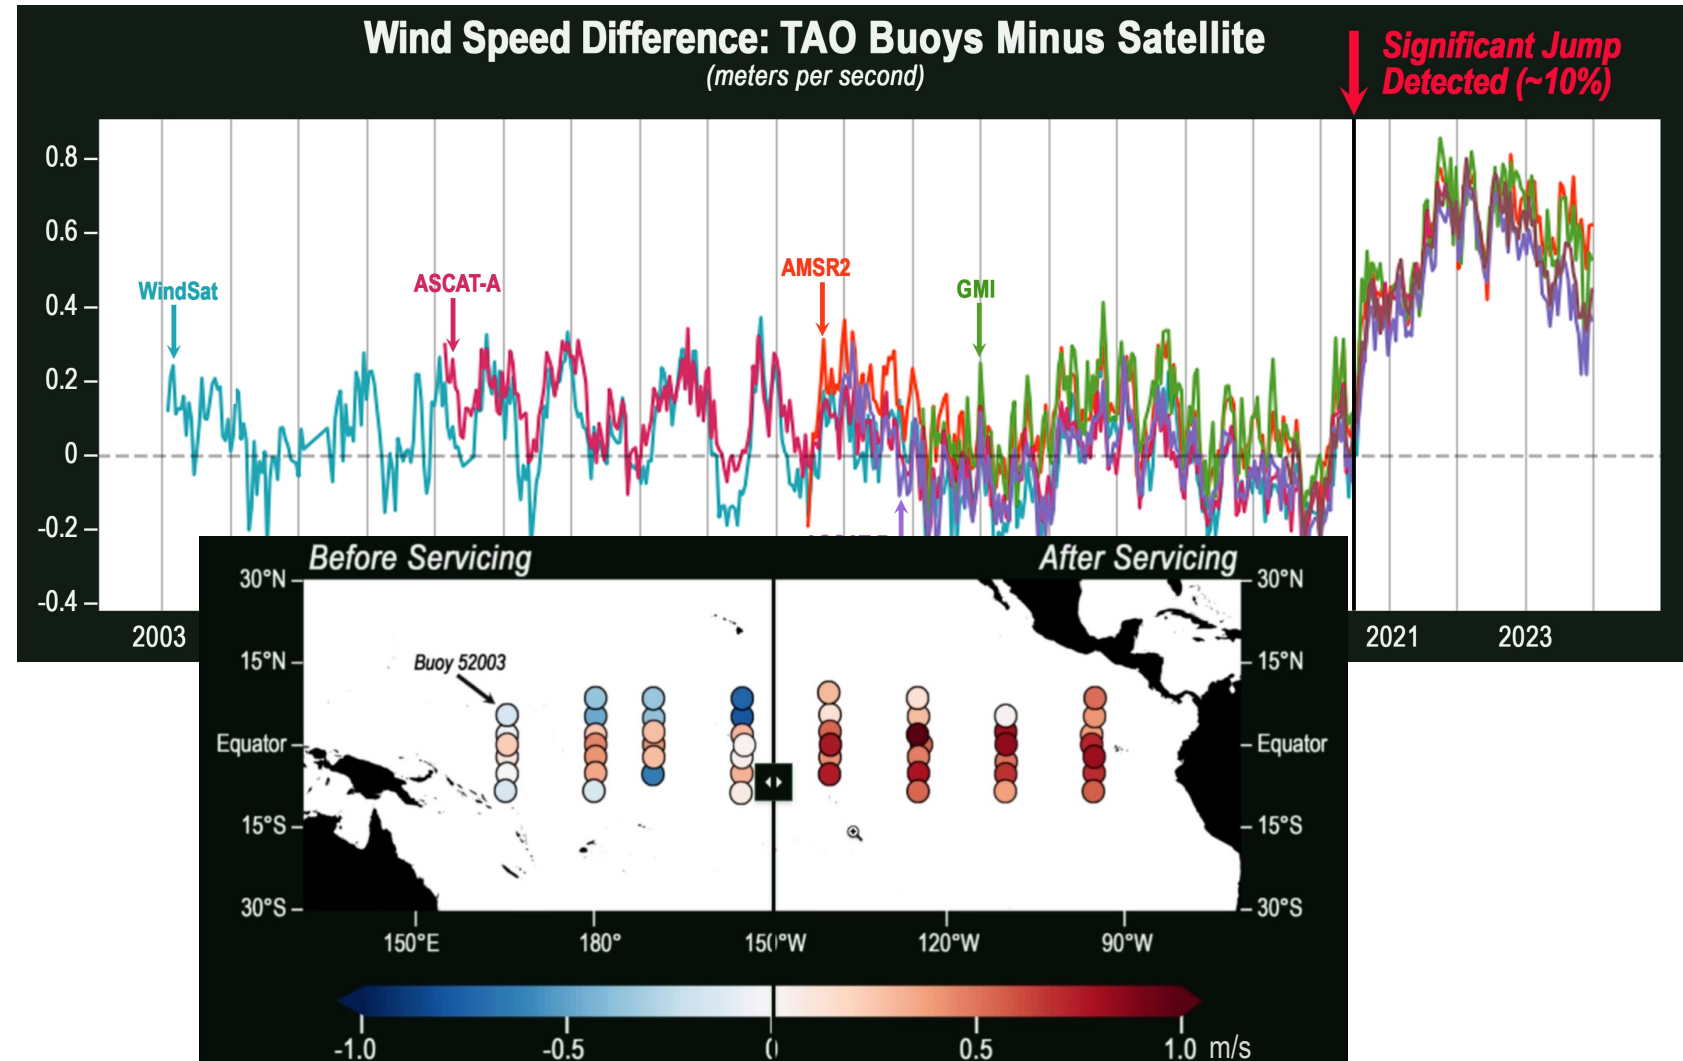 Wind Speed Difference: TAO Buoys Minus Satellite
(meters per second)
Significant Jump
Detected (~10%)
0.8
0.6
0.4
0.2
0
-0.2
-0.4
WindSat
ASCAT-A
AMSR2
GMI
2003
2021
2023
Before Servicing
After Servicing
30°N
15°N
Equator
15°S
30°S
Buoy 52003
30°N
15°N
Equator
15°S
30°S
150°E
180°
150°W
120°W
90°W
-1.0
-0.5
0
0.5
1.0 m/s